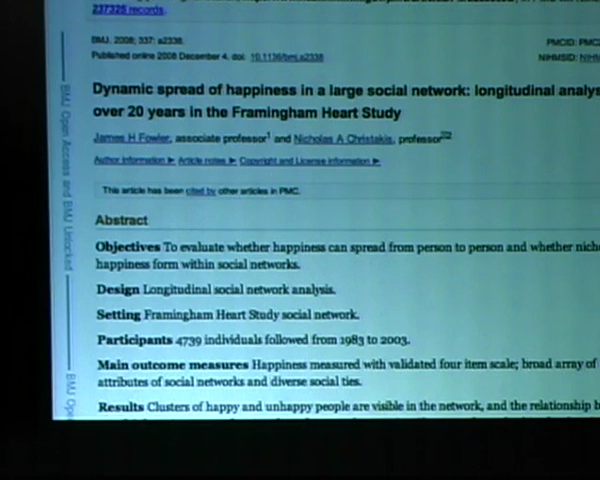 237325 records.
BMJ. 2008; 337: a2338.
PMCID: PMC
Published online 2008 December 4. doi: 10.1136/bmj.a2338
NIHMSID: NIHM
Dynamic spread of happiness in a large social network: longitudinal analys
over 20 years in the Framingham Heart Study
James H Fowler, associate professor1 and Nicholas A Christakis, professor
Author information ▶ Article notes ▶ Copyright and License information ▶
This article has been cited by other articles in PMC.
Abstract
Objectives To evaluate whether happiness can spread from person to person and whether nich
happiness form within social networks.
Design Longitudinal social network analysis.
Setting Framingham Heart Study social network.
Participants 4739 individuals followed from 1983 to 2003.
Main outcome measures Happiness measured with validated four item scale; broad array of
attributes of social networks and diverse social ties.
Results Clusters of happy and unhappy people are visible in the network, and the relationship b
BMJ Open Access and BMJ Unlocked
BMJ Ope